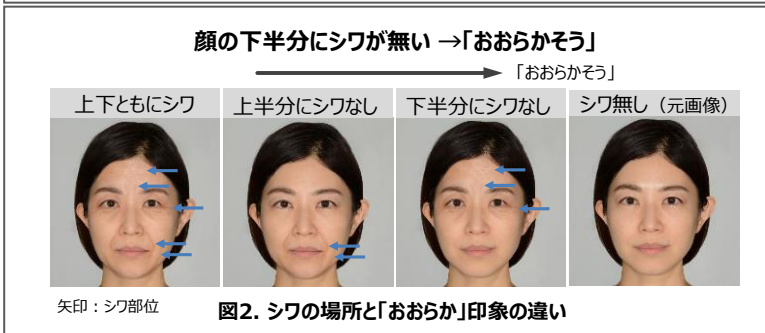 顔の下半分にシワが無い →「おおらかそう」
「おおらかそう」
上下ともにシワ
上半分にシワなし
下半分にシワなし
シワ無し（元画像）
矢印：シワ部位
図2. シワの場所と「おおらか」印象の違い